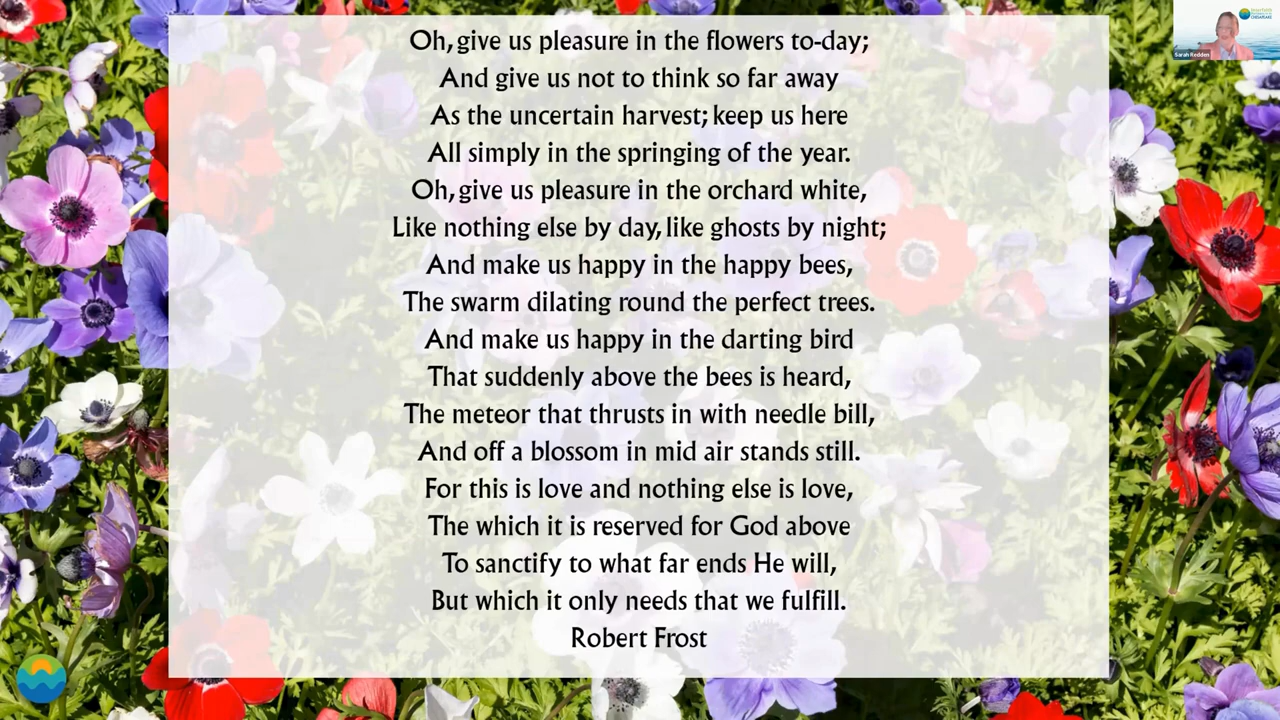 Oh, give us pleasure in the flowers to-day;
And give us not to think so far away
As the uncertain harvest; keep us here
All simply in the springing of the year.
Oh, give us pleasure in the orchard white,
Like nothing else by day, like ghosts by night;
And make us happy in the happy bees,
The swarm dilating round the perfect trees.
And make us happy in the darting bird
That suddenly above the bees is heard,
The meteor that thrusts in with needle bill,
And off a blossom in mid air stands still.
For this is love and nothing else is love,
The which it is reserved for God above
To sanctify to what far ends He will,
But which it only needs that we fulfill.
Robert Frost
Sarah Redden